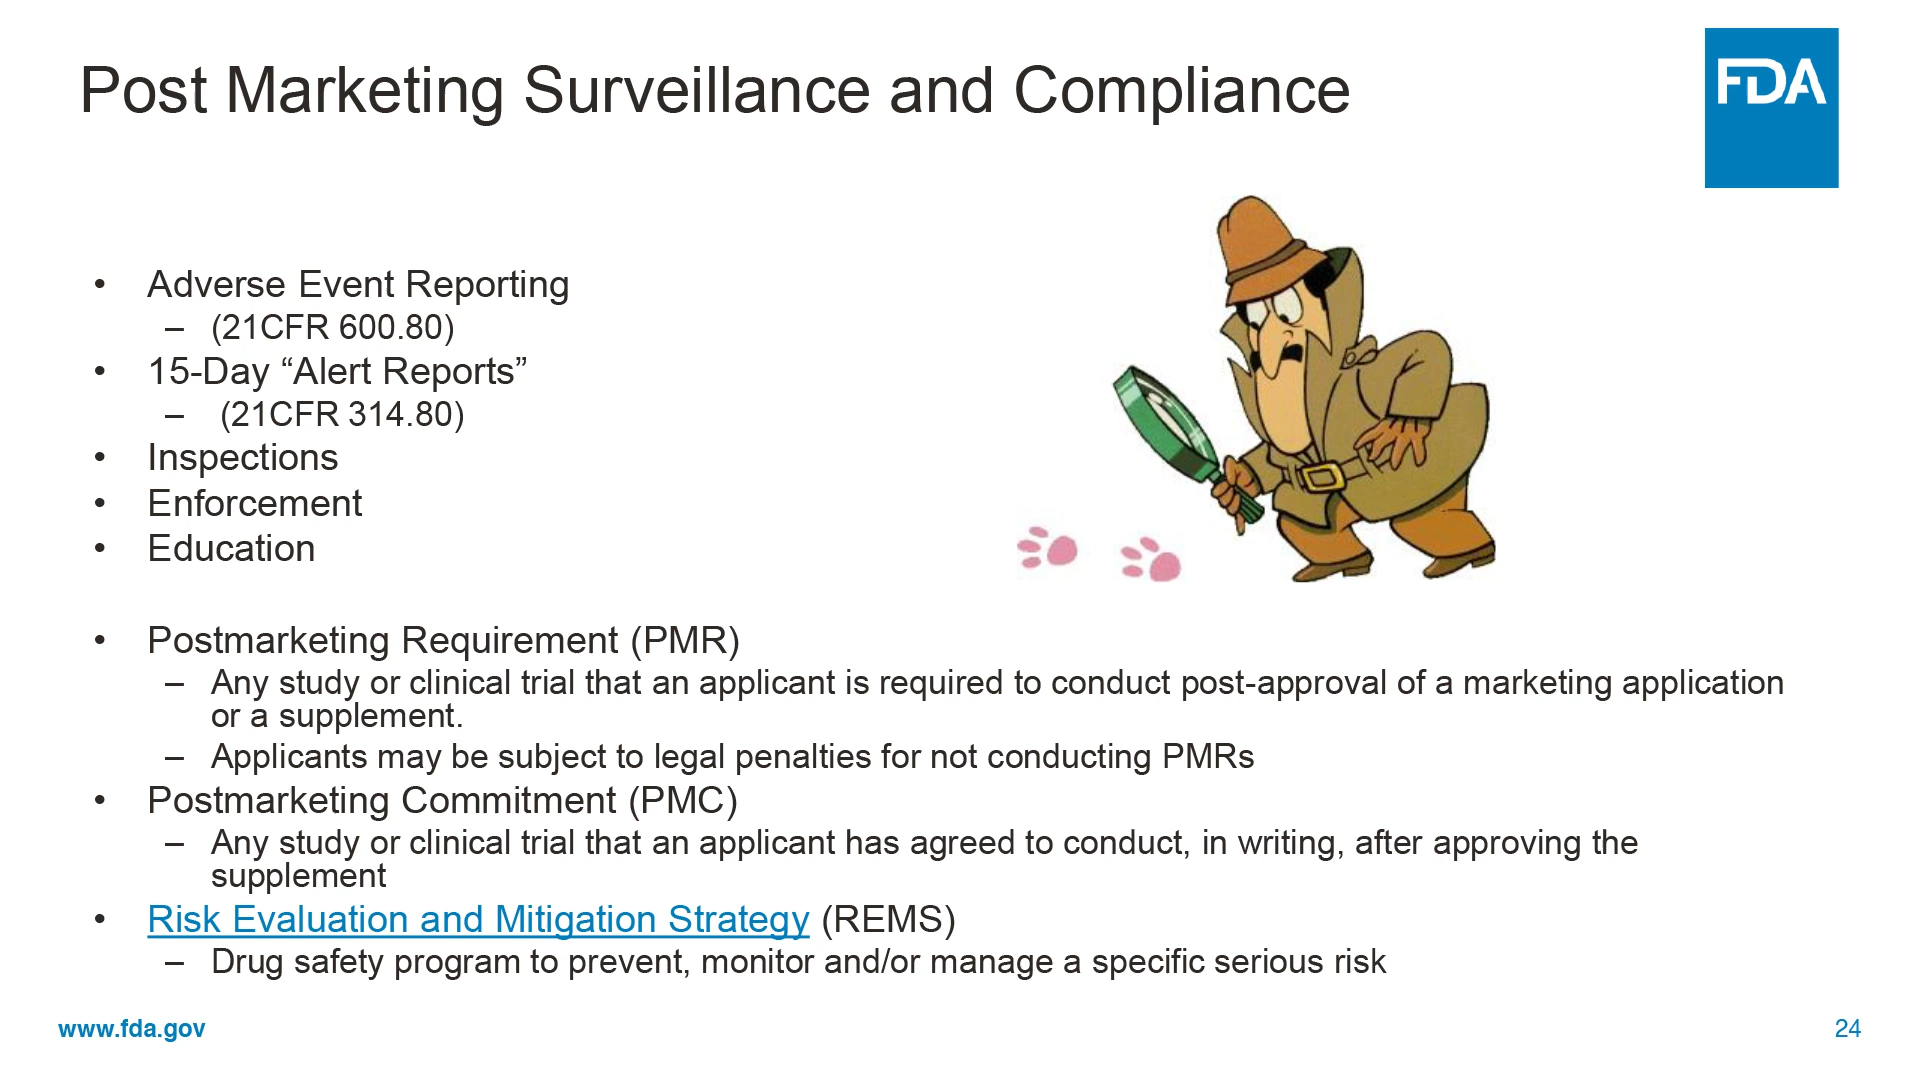 Post Marketing Surveillance and Compliance
FDA
• Adverse Event Reporting
– (21CFR 600.80)
• 15-Day “Alert Reports”
– (21CFR 314.80)
• Inspections
• Enforcement
• Education
• Postmarketing Requirement (PMR)
– Any study or clinical trial that an applicant is required to conduct post-approval of a marketing application
or a supplement.
– Applicants may be subject to legal penalties for not conducting PMRs
• Postmarketing Commitment (PMC)
– Any study or clinical trial that an applicant has agreed to conduct, in writing, after approving the
supplement
• Risk Evaluation and Mitigation Strategy (REMS)
– Drug safety program to prevent, monitor and/or manage a specific serious risk
www.fda.gov
24